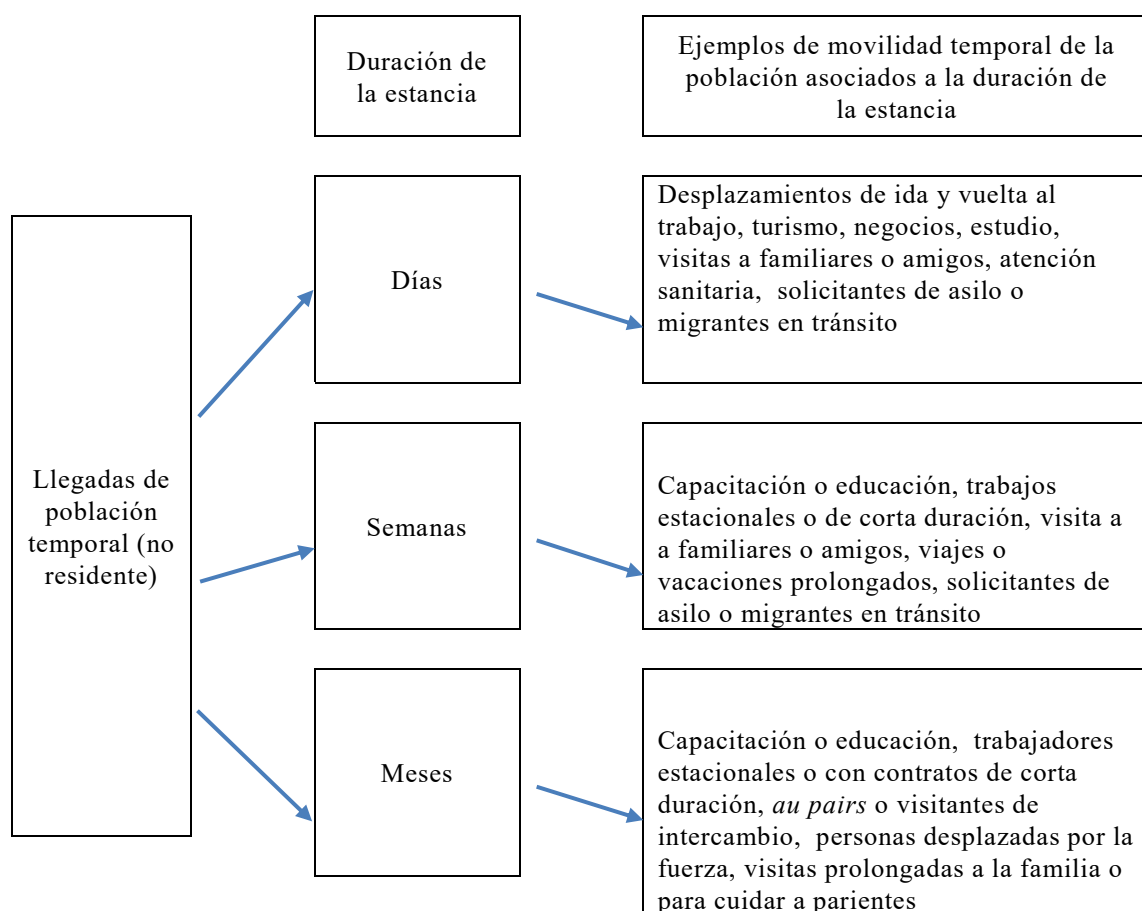 Duración de
la estancia
Ejemplos de movilidad temporal de la
población asociados a la duración de
la estancia
Llegadas de
población
temporal (no
residente)
Días
Desplazamientos de ida y vuelta al
trabajo, turismo, negocios, estudio,
visitas a familiares o amigos, atención
sanitaria, solicitantes de asilo o
migrantes en tránsito
Semanas
Capacitación o educación, trabajos
estacionales o de corta duración, visita a
a familiares o amigos, viajes o
vacaciones prolongados, solicitantes de
asilo o migrantes en tránsito
Meses
Capacitación o educación, trabajadores
estacionales o con contratos de corta
duración, au pairs o visitantes de
intercambio, personas desplazadas por la
fuerza, visitas prolongadas a la familia o
para cuidar a parientes